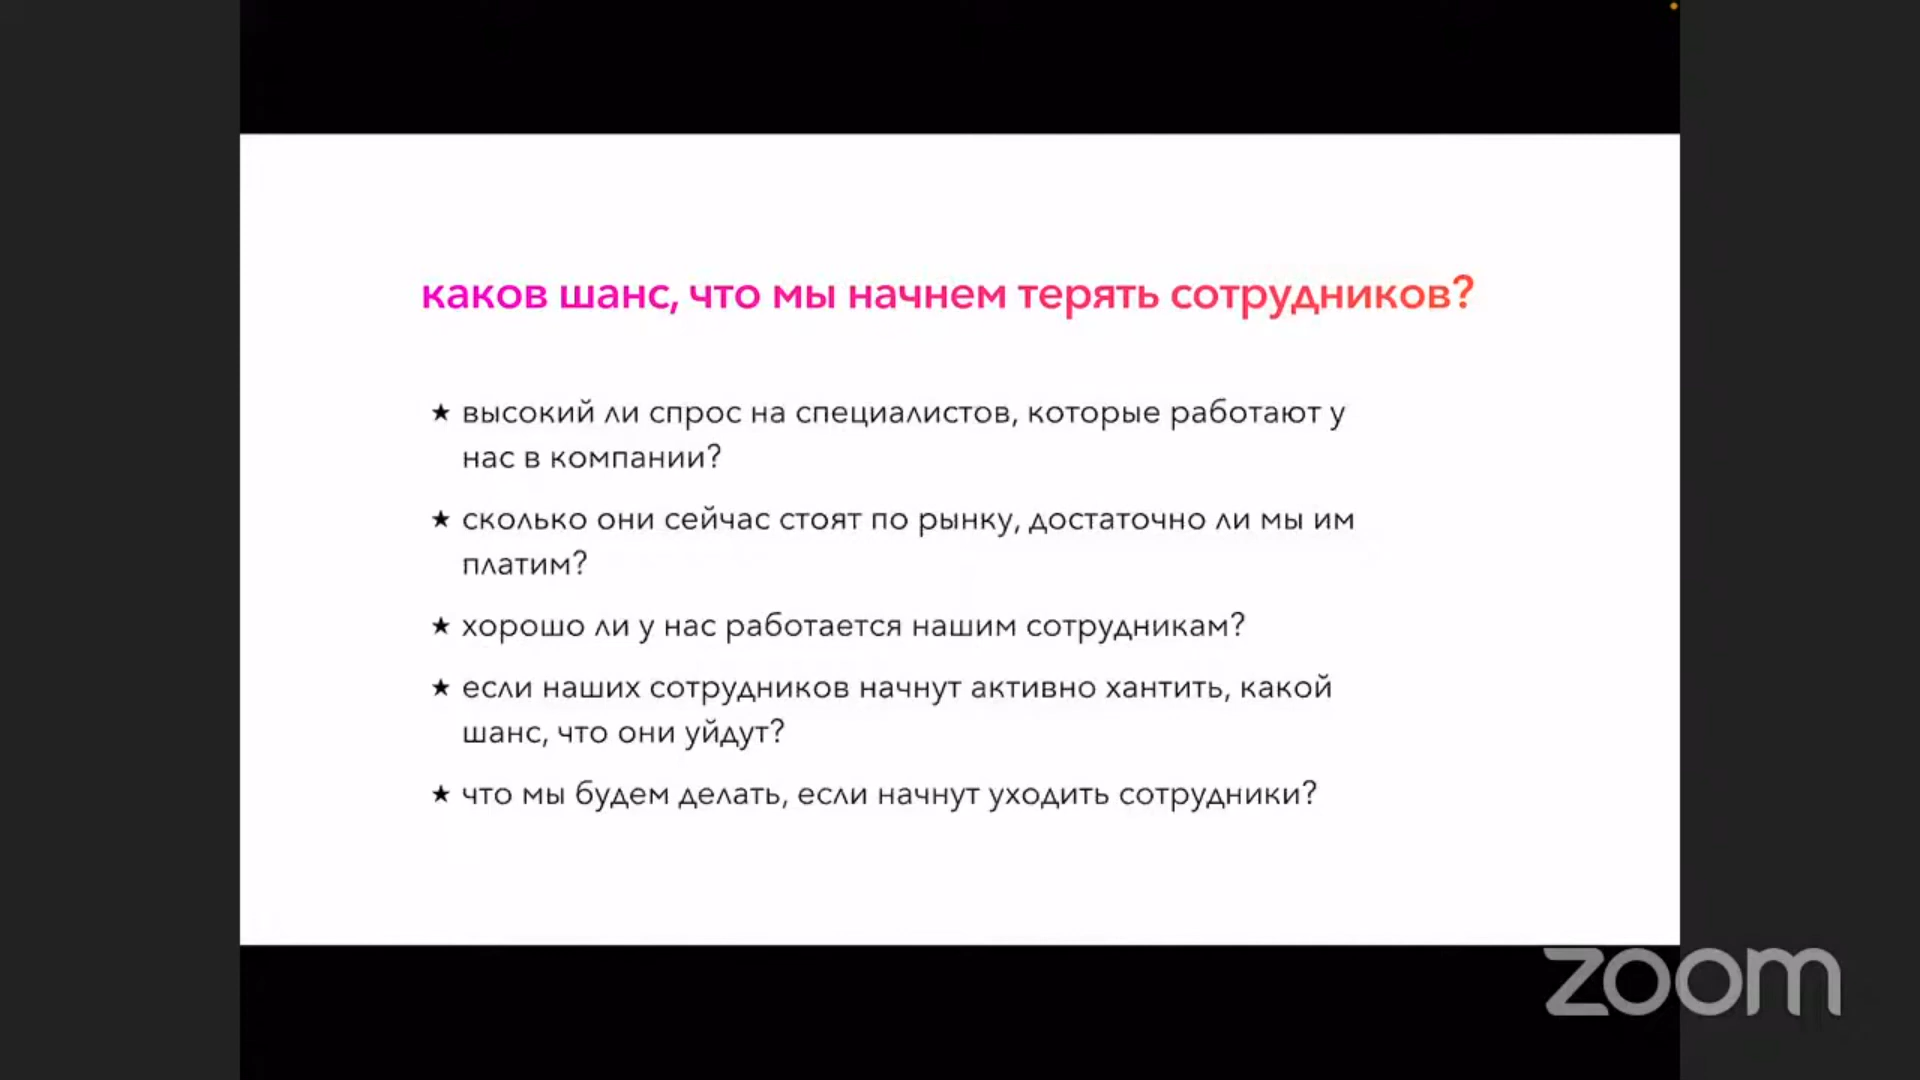 каков шанс, что мы начнем терять сотрудников?
★ высокий ли спрос на специалистов, которые работают у
нас в компании?
★ сколько они сейчас стоят по рынку, достаточно ли мы им
платим?
★ хорошо ли у нас работается нашим сотрудникам?
★ если наших сотрудников начнут активно хантить, какой
шанс, что они уйдут?
★ что мы будем делать, если начнут уходить сотрудники?
zoom